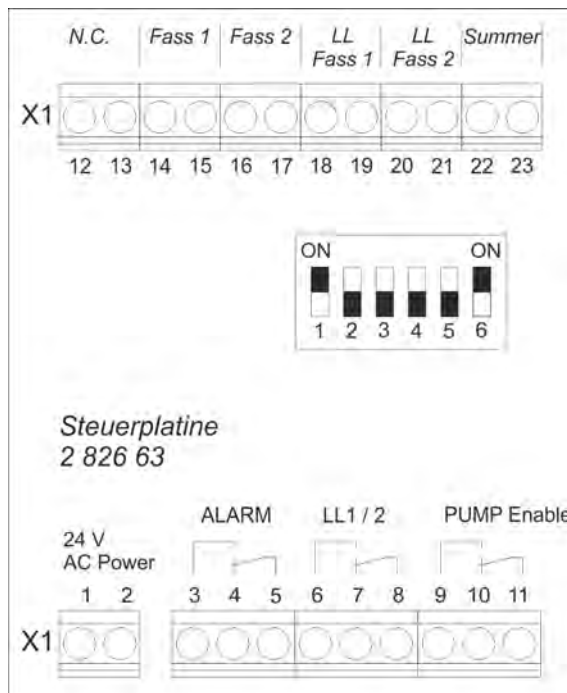 N.C. Fass 1 Fass 2 LL Fass 1 LL Fass 2 Summer
X1
12 13 14 15 16 17 18 19 20 21 22 23
ON ON
1 2 3 4 5 6
Steuerplatine
2 826 63
ALARM LL1 / 2 PUMP Enable
24 V
AC Power
1 2 3 4 5 6 7 8 9 10 11
X1